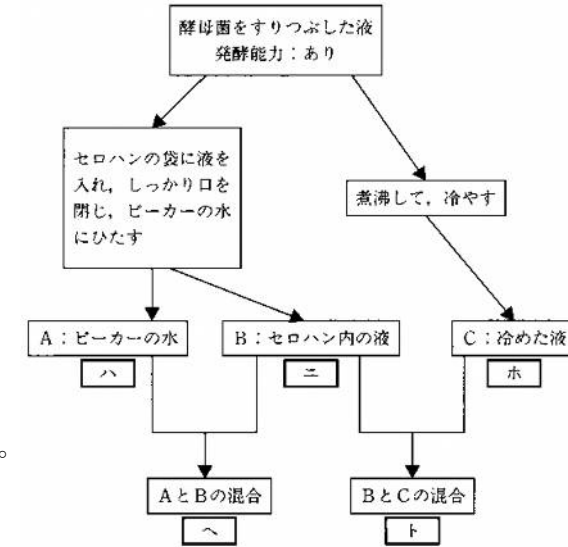 酵母菌をすりつぶした液
発酵能力：あり
セロハンの袋に液を
入れ，しっかり口を
閉じ，ビーカーの水
にひたす
煮沸して，冷やす
A：ビーカーの水
B：セロハン内の液
C：冷めた液
ハ
ニ
ホ
。
AとBの混合
BとCの混合
ヘ
ト